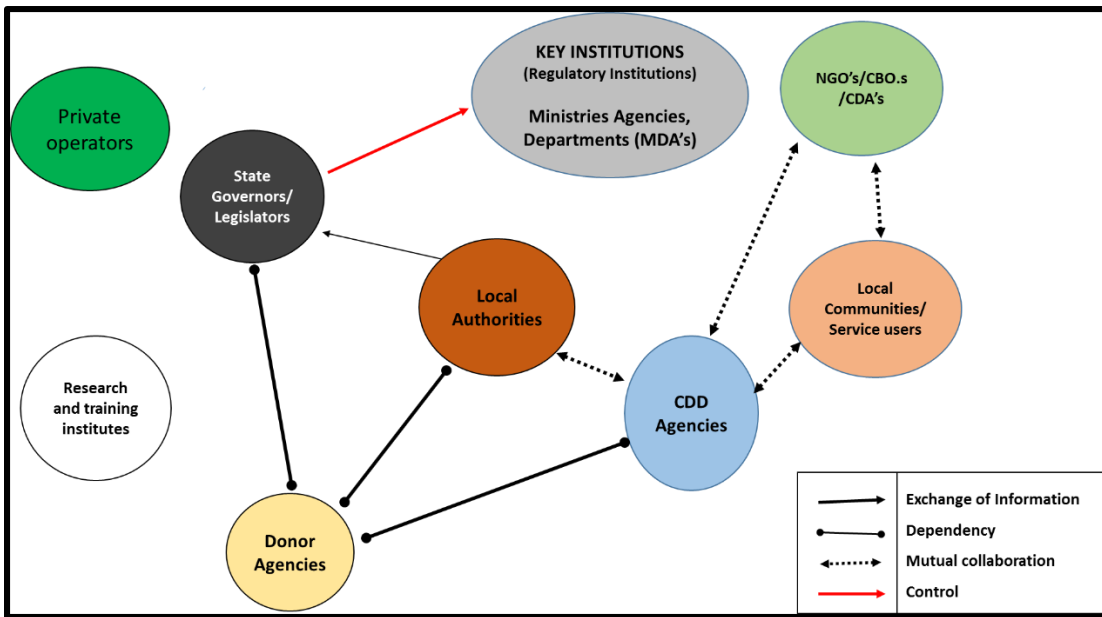 KEY INSTITUTIONS
(Regulatory Institutions)
Ministries Agencies,
Departments (MDA's)
NGO's/CBO.s
/CDA's
Private
operators
State
Governors/
Legislators
Local
Authorities
Local
Communities/
Service users
Research
and training
institutes
CDD
Agencies
Donor
Agencies
Exchange of Information
Dependency
Mutual collaboration
Control